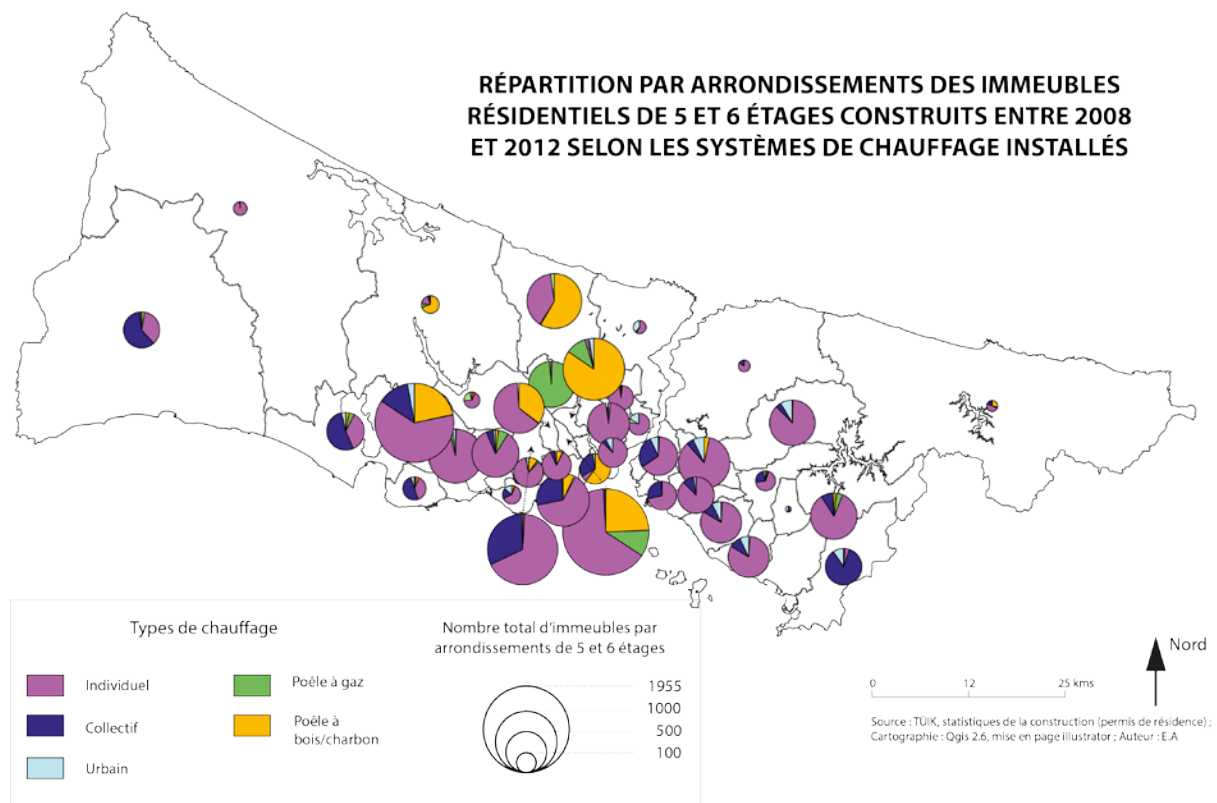 RÉPARTITION PAR ARRONDISSEMENTS DES IMMEUBLES
RÉSIDENTIELS DE 5 ET 6 ÉTAGES CONSTRUITS ENTRE 2008
ET 2012 SELON LES SYSTÈMES DE CHAUFFAGE INSTALLÉS
Types de chauffage
Individuel
Collectif
Urbain
Poêle à gaz
Poêle à
bois/charbon
Nombre total d'immeubles par
arrondissements de 5 et 6 étages
1955
1000
500
100
Nord
0 12 25 kms
Source : TÜIK, statistiques de la construction (permis de résidence) ;
Cartographie : Qgis 2.6, mise en page illustrator ; Auteur : E.A